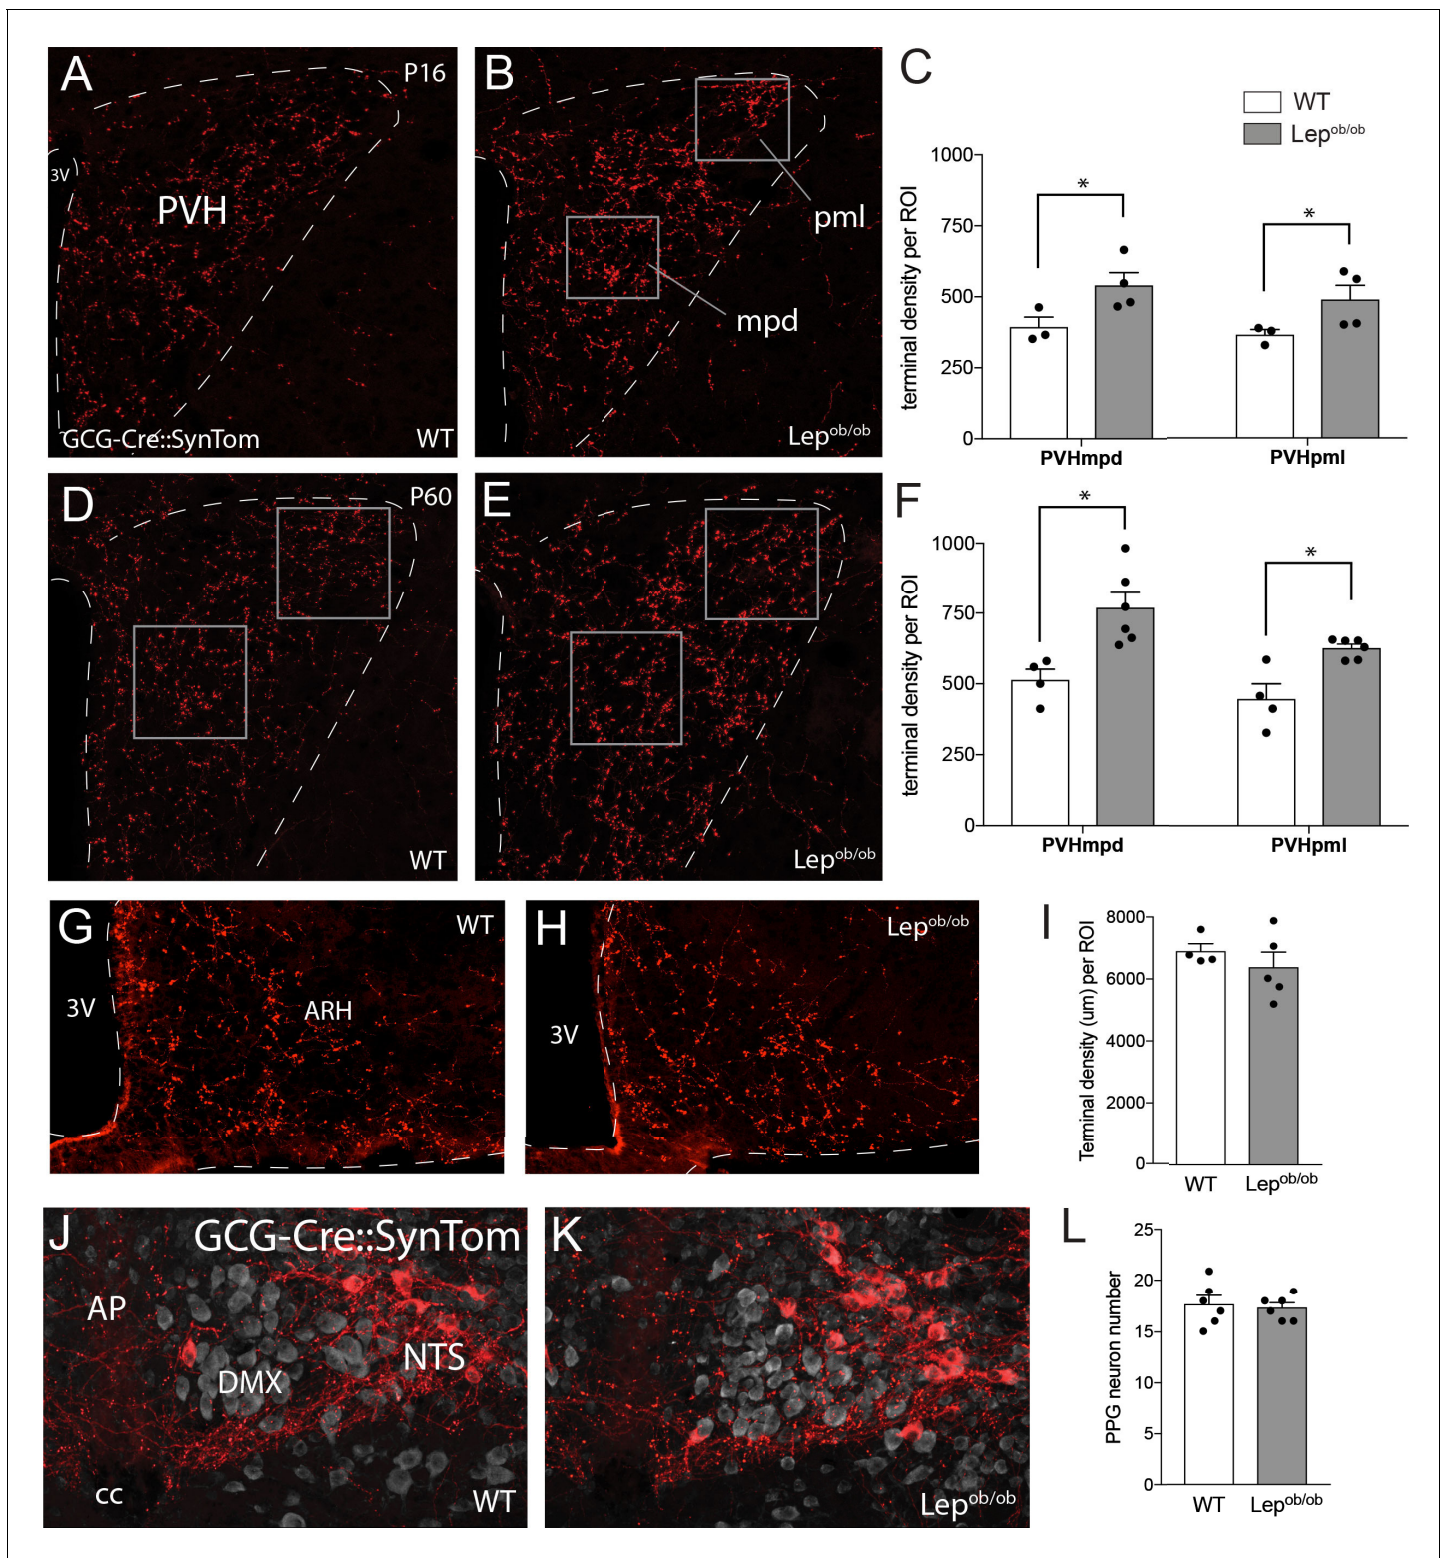 A
P16
3V
PVH
GCG-Cre::SynTom
WT
B
pml
mpd
Lep^ob/ob
C
WT
Lep^ob/ob
terminal density per ROI
1000
750
500
250
0
*
*
PVHmpd
PVHpml
D
P60
WT
E
Lep^ob/ob
F
terminal density per ROI
1000
750
500
250
0
*
*
PVHmpd
PVHpml
G
WT
3V
ARH
H
Lep^ob/ob
3V
I
Terminal density (um) per ROI
8000
6000
4000
2000
0
WT
Lep^ob/ob
J
GCG-Cre::SynTom
AP
NTS
DMX
cc
WT
K
Lep^ob/ob
L
PPG neuron number
25
20
15
10
5
0
WT
Lep^ob/ob